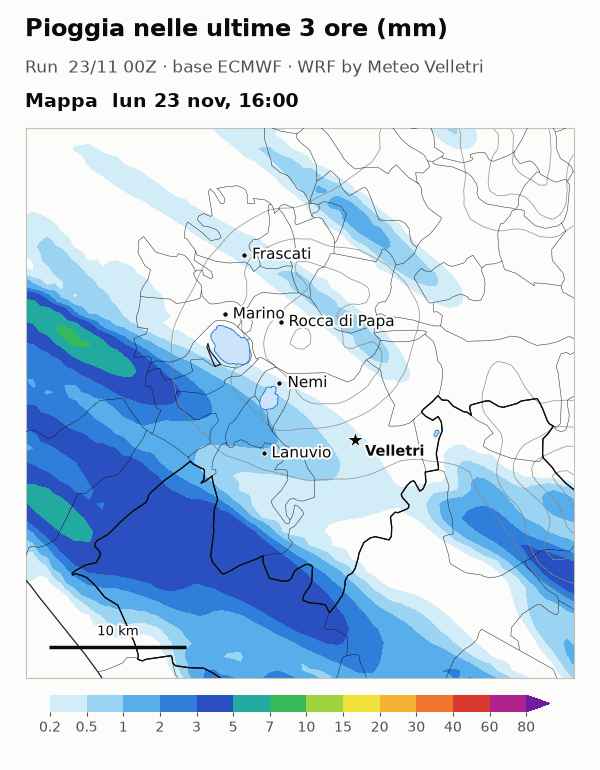 Pioggia nelle ultime 3 ore (mm)
Run  23/11 00Z · base ECMWF · WRF by Meteo Velletri
Mappa  lun 23 nov, 16:00
Frascati
Marino
Rocca di Papa
Nemi
Velletri
Lanuvio
10 km
0.2 0.5 1 2 3 5 7 10 15 20 30 40 60 80